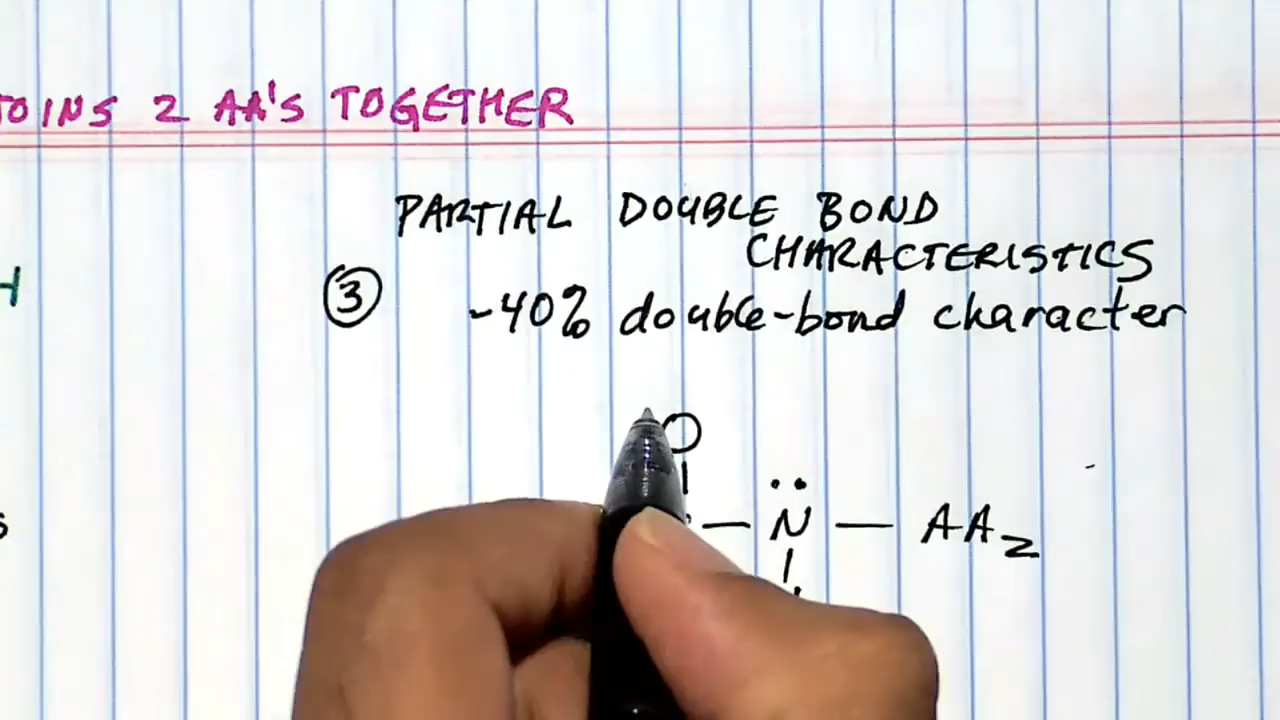 JOINS 2 AA'S TOGETHER
PARTIAL DOUBLE BOND
CHARACTERISTICS
3
-40% double-bond character
O
N — AA2